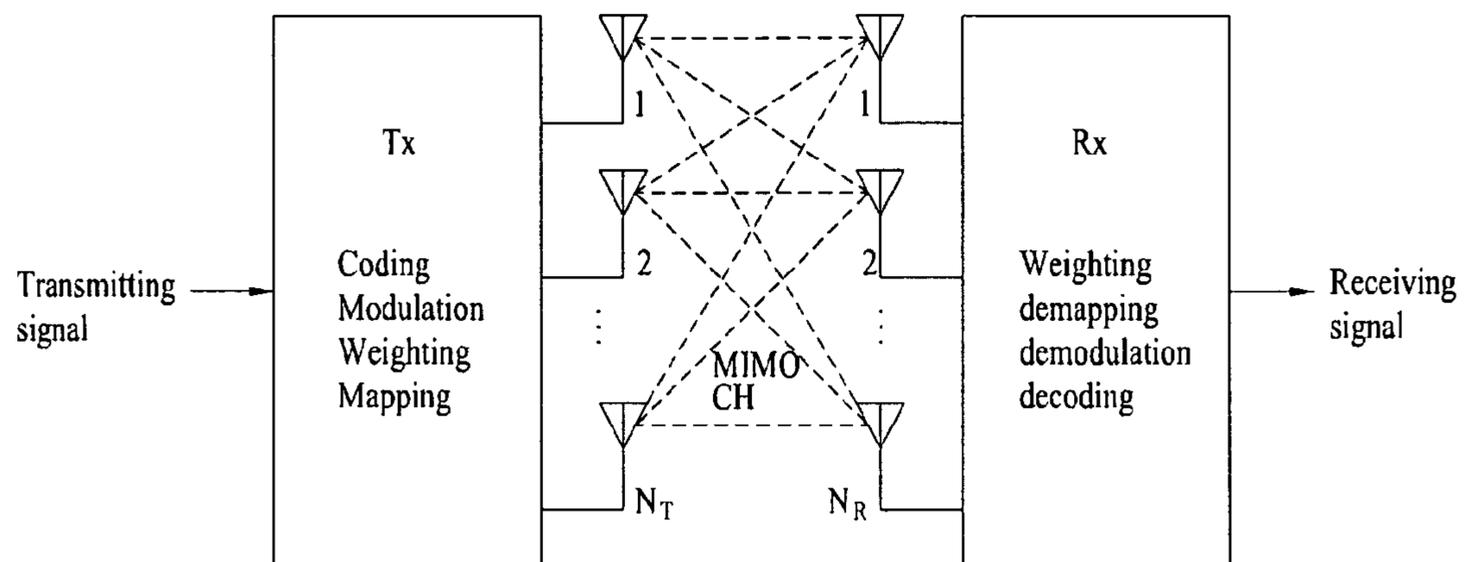 Transmitting
signal
Tx
Coding
Modulation
Weighting
Mapping
1
2
N_T
MIMO
CH
1
2
N_R
Rx
Weighting
demapping
demodulation
decoding
Receiving
signal